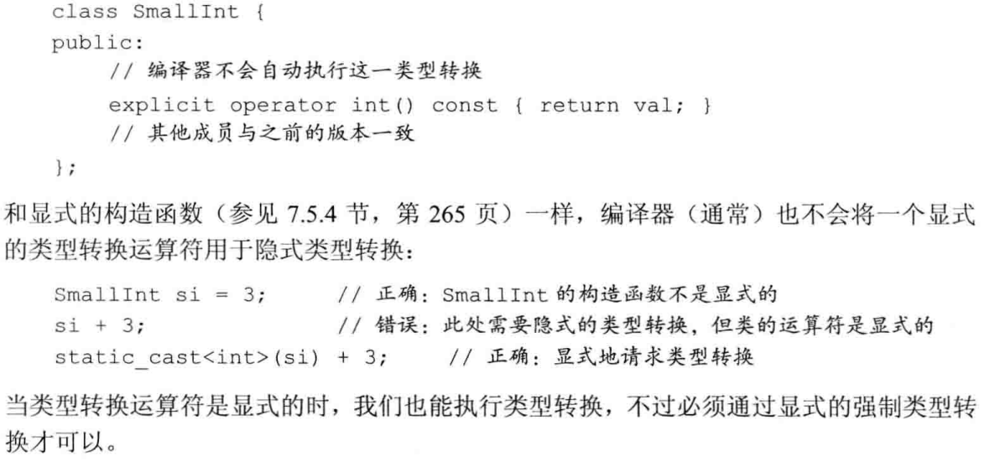 class SmallInt {
public:
// 编译器不会自动执行这一类型转换
explicit operator int() const { return val; }
// 其他成员与之前的版本一致
};
和显式的构造函数（参见 7.5.4 节，第 265 页）一样，编译器（通常）也不会将一个显式
的类型转换运算符用于隐式类型转换：
SmallInt si = 3; // 正确：SmallInt 的构造函数不是显式的
si + 3; // 错误：此处需要隐式的类型转换，但类的运算符是显式的
static_cast<int>(si) + 3; // 正确：显式地请求类型转换
当类型转换运算符是显式的时，我们也能执行类型转换，不过必须通过显式的强制类型转
换才可以。